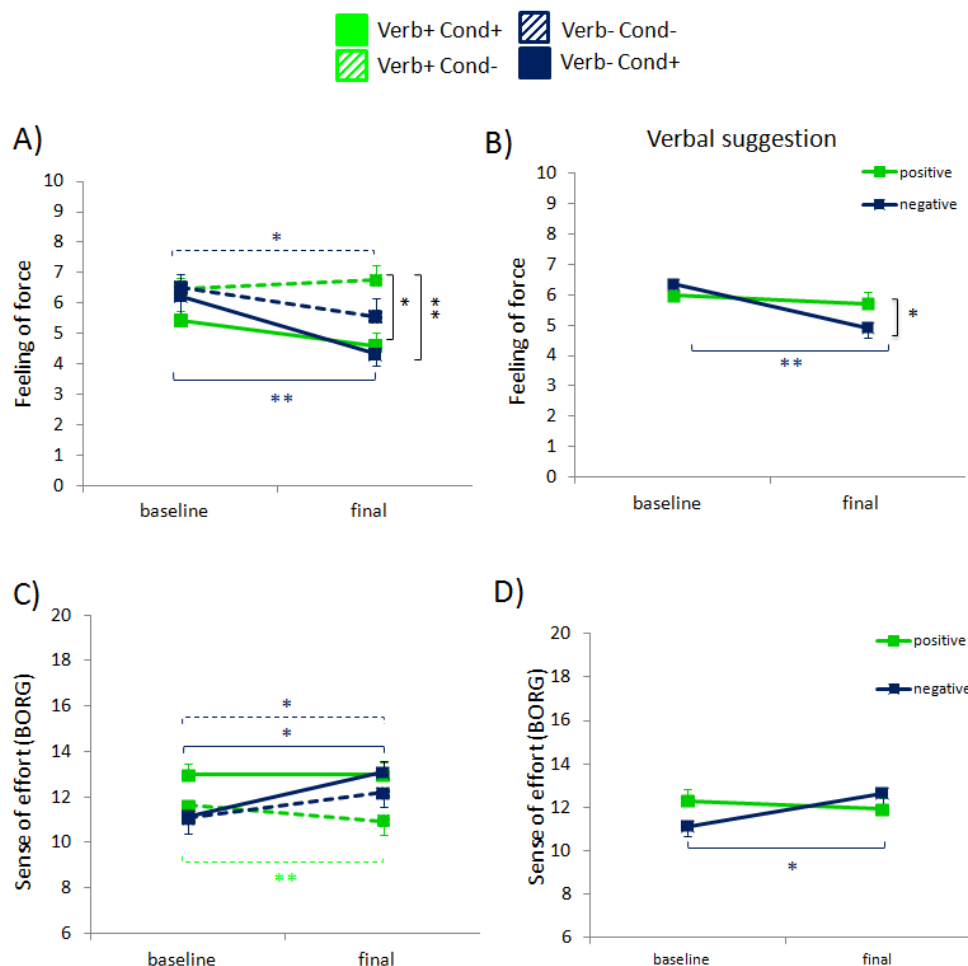 Verb+ Cond+
Verb- Cond-
Verb+ Cond-
Verb- Cond+
A)
Feeling of force
10
9
8
7
6
5
4
3
2
1
0
*
*
**
**
baseline
final
B)
Verbal suggestion
positive
negative
Feeling of force
10
9
8
7
6
5
4
3
2
1
0
*
**
baseline
final
C)
Sense of effort (BORG)
20
18
16
14
12
10
8
6
*
*
**
baseline
final
D)
positive
negative
Sense of effort (BORG)
20
18
16
14
12
10
8
6
*
baseline
final